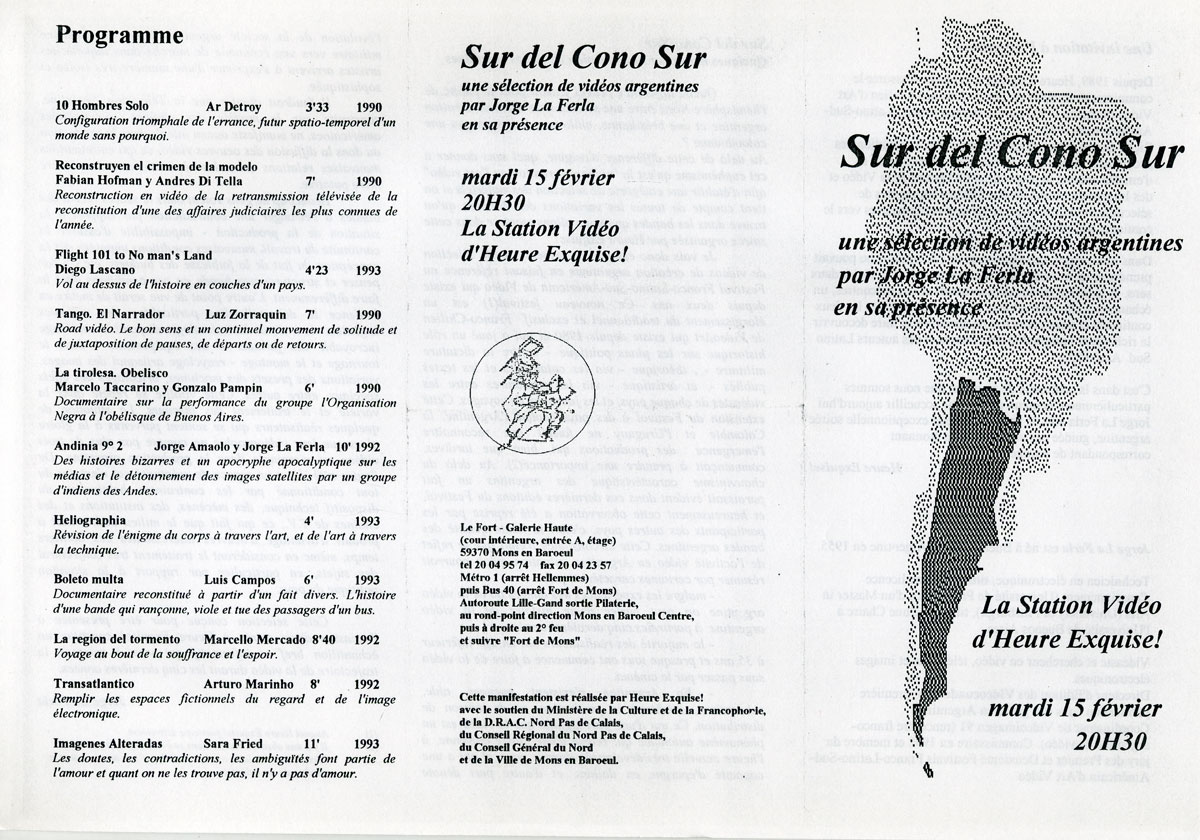 Programme
10 Hombres Solo Ar Detroy 3'33 1990
Configuration triomphale de l'errance, futur spatio-temporel d'un
monde sans pourquoi.
Reconstruyen el crimen de la modelo
Fabian Hofman y Andres Di Tella 7' 1990
Reconstruction en vidéo de la retransmission télévisée de la
reconstitution d'une des affaires judiciaires les plus connues de
l'année.
Flight 101 to No man's Land
Diego Lascano 4'23 1993
Vol au dessus de l'histoire en couches d'un pays.
Tango. El Narrador Luz Zorraquin 7' 1990
Road vidéo. Le bon sens et un continuel mouvement de solitude et
de juxtaposition de pauses, de départs ou de retours.
La tirolesa. Obelisco
Marcelo Taccarino y Gonzalo Pampin 1990
Documentaire sur la performance du groupe l'Organisation
Negra à l'obélisque de Buenos Aires.
Andinia 9° 2 Jorge Amaolo y Jorge La Ferla 10' 1992
Des histoires bizarres et un apocryphe apocalyptique sur les
médias et le détournement des images satellites par un groupe
d'indiens des Andes.
Heliographia 4' 1993
Révision de l'énigme du corps à travers l'art, et de l'art à travers
la technique.
Boleto multa Luis Campos 6' 1993
Documentaire reconstitué à partir d'un fait divers. L'histoire
d'une bande qui rançonne, viole et tue des passagers d'un bus.
La region del tormento Marcello Mercado 8'40 1992
Voyage au bout de la souffrance et l'espoir.
Transatlantico Arturo Marinho 8' 1992
Remplir les espaces fictionnels du regard et de l'image
électronique.
Imagenes Alteradas Sara Fried 11' 1993
Les doutes, les contradictions, les ambiguïtés font partie de
l'amour et quant on ne les trouve pas, il n'y a pas d'amour.
Sur del Cono Sur
une sélection de vidéos argentines
par Jorge La Ferla
en sa présence
mardi 15 février
20H30
La Station Vidéo
d'Heure Exquise!
Le Fort - Galerie Haute
(cour intérieure, entrée A, étage)
59370 Mons en Baroeul
tel 20 04 95 74 fax 20 04 23 57
Métro 1 (arrêt Hellemmes)
puis Bus 40 (arrêt Fort de Mons)
Autoroute Lille-Gand sortie Pilaterie,
au rond-point direction Mons en Baroeul Centre,
puis à droite au 2° feu
et suivre "Fort de Mons"
Cette manifestation est réalisée par Heure Exquise!
avec le soutien du Ministère de la Culture et de la Francophonie,
de la D.R.A.C. Nord Pas de Calais,
du Conseil Régional du Nord Pas de Calais,
du Conseil Général du Nord
et de la Ville de Mons en Baroeul.
Sur del Cono Sur
une sélection de vidéos argentines
par Jorge La Ferla
en sa présence
La Station Vidéo
d'Heure Exquise!
mardi 15 février
20H30